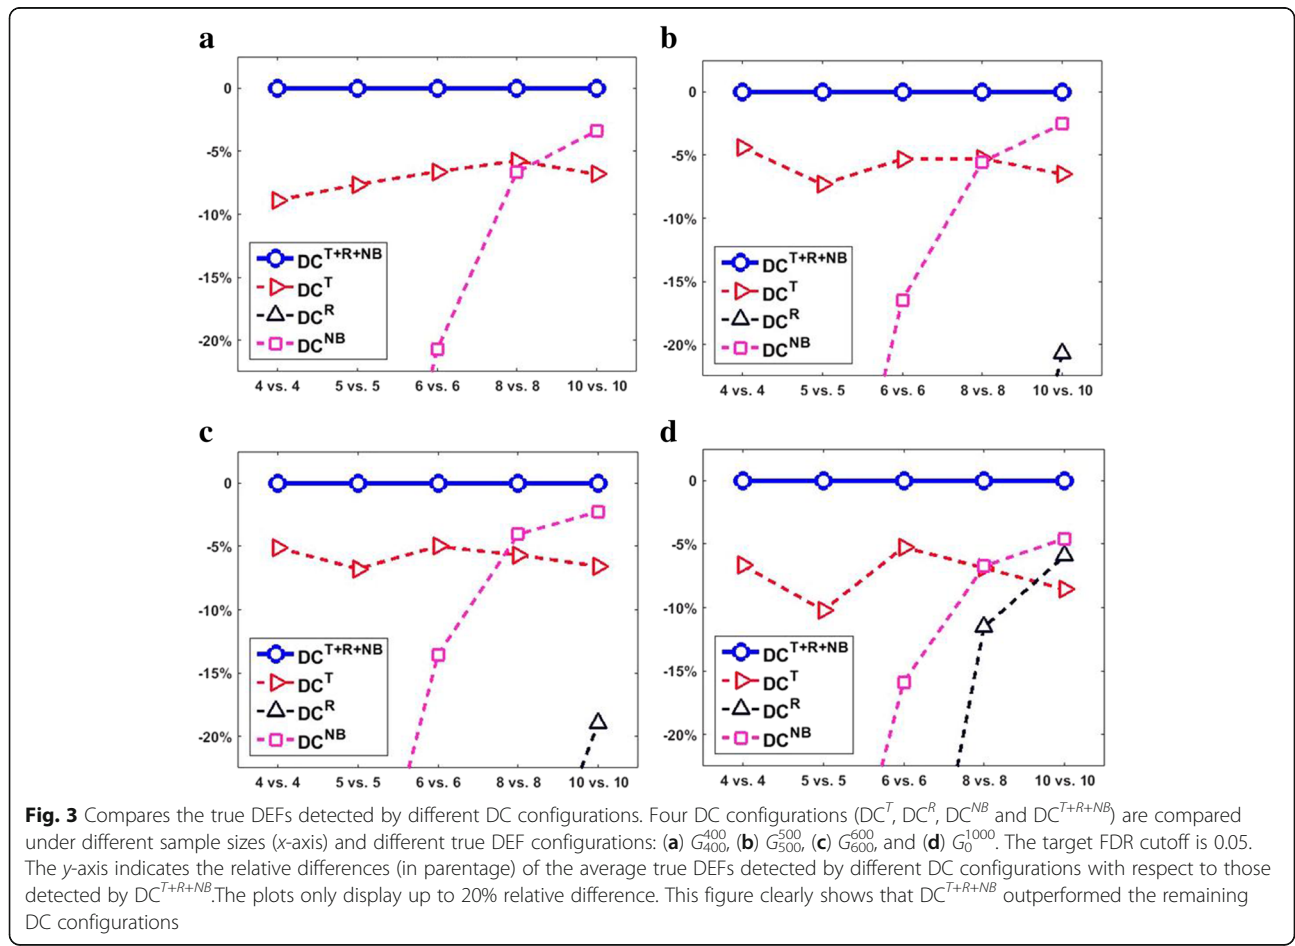 a
0
-5%
-10%
-15%
-20%
DC^T+R+NB
DC^T
DC^R
DC^NB
4 vs. 4 5 vs. 5 6 vs. 6 8 vs. 8 10 vs. 10
b
0
-5%
-10%
-15%
-20%
DC^T+R+NB
DC^T
DC^R
DC^NB
4 vs. 4 5 vs. 5 6 vs. 6 8 vs. 8 10 vs. 10
c
0
-5%
-10%
-15%
-20%
DC^T+R+NB
DC^T
DC^R
DC^NB
4 vs. 4 5 vs. 5 6 vs. 6 8 vs. 8 10 vs. 10
d
0
-5%
-10%
-15%
-20%
DC^T+R+NB
DC^T
DC^R
DC^NB
4 vs. 4 5 vs. 5 6 vs. 6 8 vs. 8 10 vs. 10
Fig. 3 Compares the true DEFs detected by different DC configurations. Four DC configurations (DC^T, DC^R, DC^NB and DC^T+R+NB) are compared
under different sample sizes (x-axis) and different true DEF configurations: (a) G_400^400, (b) G_500^500, (c) G_600^600, and (d) G_0^1000. The target FDR cutoff is 0.05.
The y-axis indicates the relative differences (in parentage) of the average true DEFs detected by different DC configurations with respect to those
detected by DC^T+R+NB.The plots only display up to 20% relative difference. This figure clearly shows that DC^T+R+NB outperformed the remaining
DC configurations